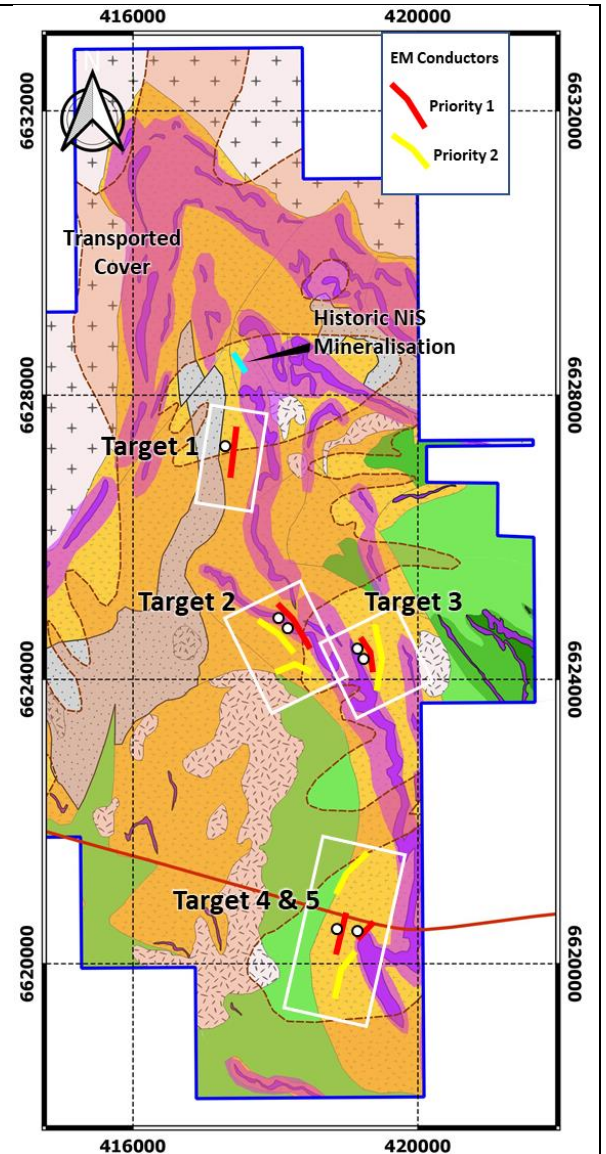 416000
420000
EM Conductors
Priority 1
Priority 2
6632000
6632000
Transported
Cover
Historic NiS
Mineralisation
6628000
6628000
Target 1
Target 2
Target 3
6624000
6624000
Target 4 & 5
6620000
6620000
416000
420000